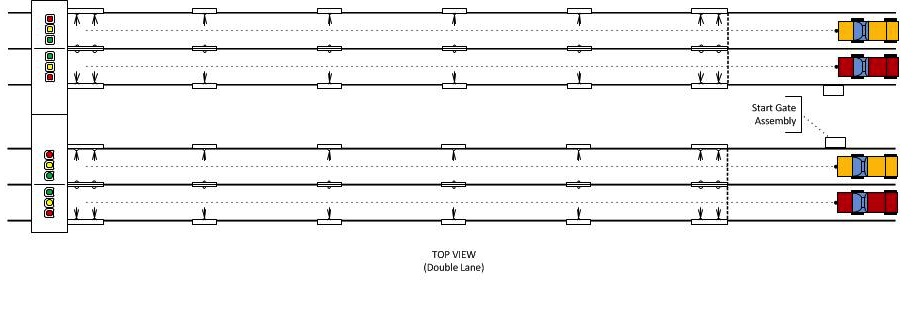 Start Gate
Assembly
TOP VIEW
(Double Lane)